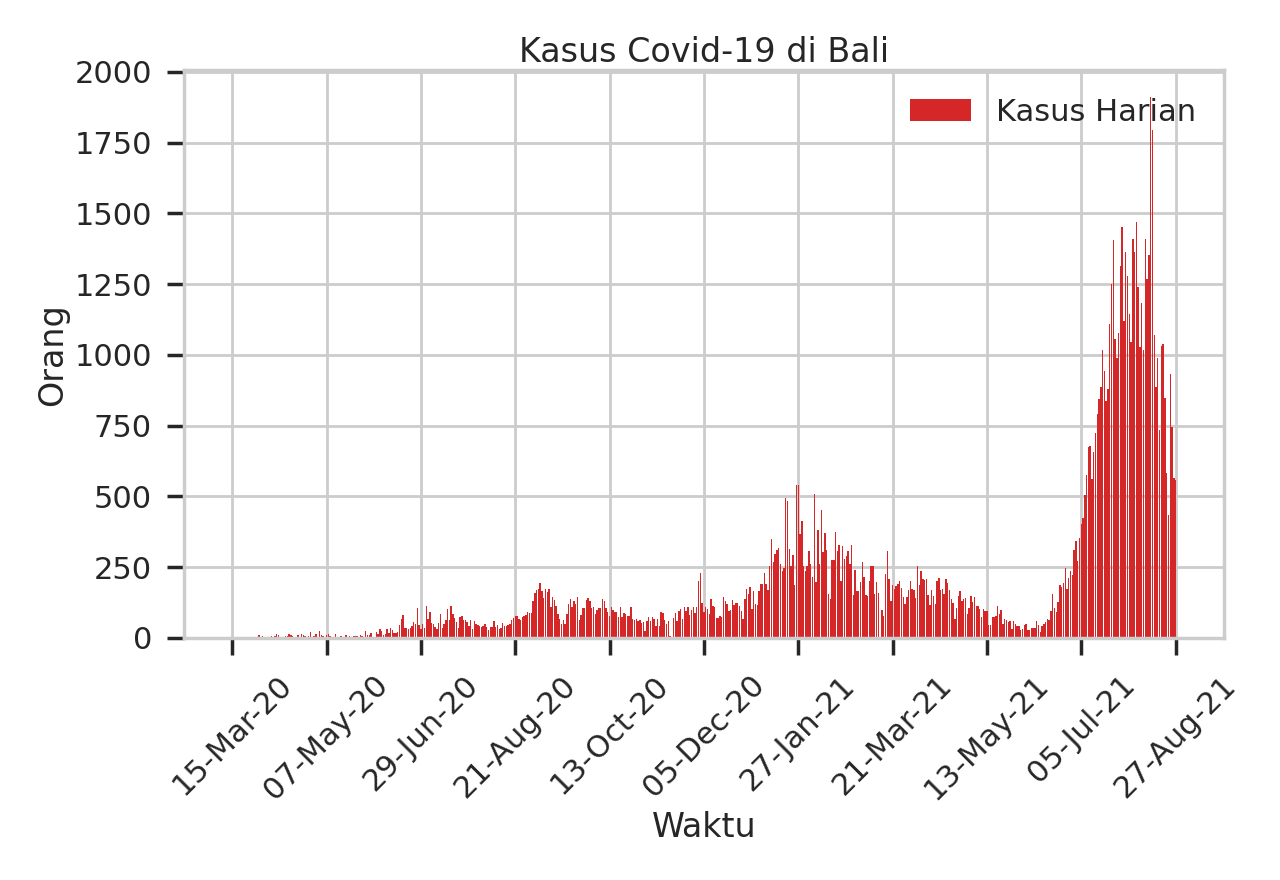 Kasus Covid-19 di Bali
Kasus Harian
2000
1750
1500
1250
1000
750
500
250
0
Orang
15-Mar-20
07-May-20
29-Jun-20
21-Aug-20
13-Oct-20
05-Dec-20
27-Jan-21
21-Mar-21
13-May-21
05-Jul-21
27-Aug-21
Waktu